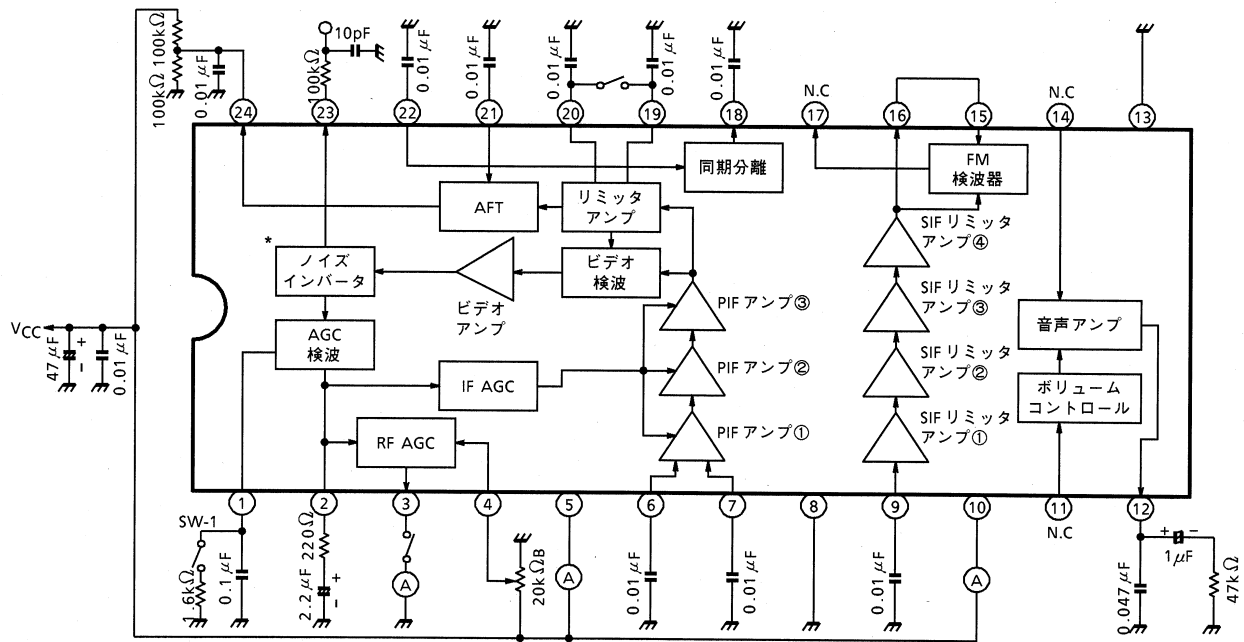 100kΩ 100kΩ
0.01μF
100kΩ
10pF
0.01μF
0.01μF
0.01μF
0.01μF
0.01μF
N.C
N.C
24
23
22
21
20
19
18
17
16
15
14
13
同期分離
FM
検波器
AFT
リミッタ
アンプ
SIFリミッタ
アンプ④
*
ノイズ
インバータ
ビデオ
アンプ
ビデオ
検波
PIFアンプ③
SIFリミッタ
アンプ③
音声アンプ
VCC
47μF
+
-
0.01μF
AGC
検波
IF AGC
PIFアンプ②
SIFリミッタ
アンプ②
ボリューム
コントロール
RF AGC
PIFアンプ①
SIFリミッタ
アンプ①
1
2
3
4
5
6
7
8
9
10
11
12
N.C
SW-1
1.6kΩ
0.1μF
220Ω
2.2μF
+
-
A
20kΩB
A
0.01μF
0.01μF
0.01μF
A
0.047μF
+
-
1μF
47kΩ